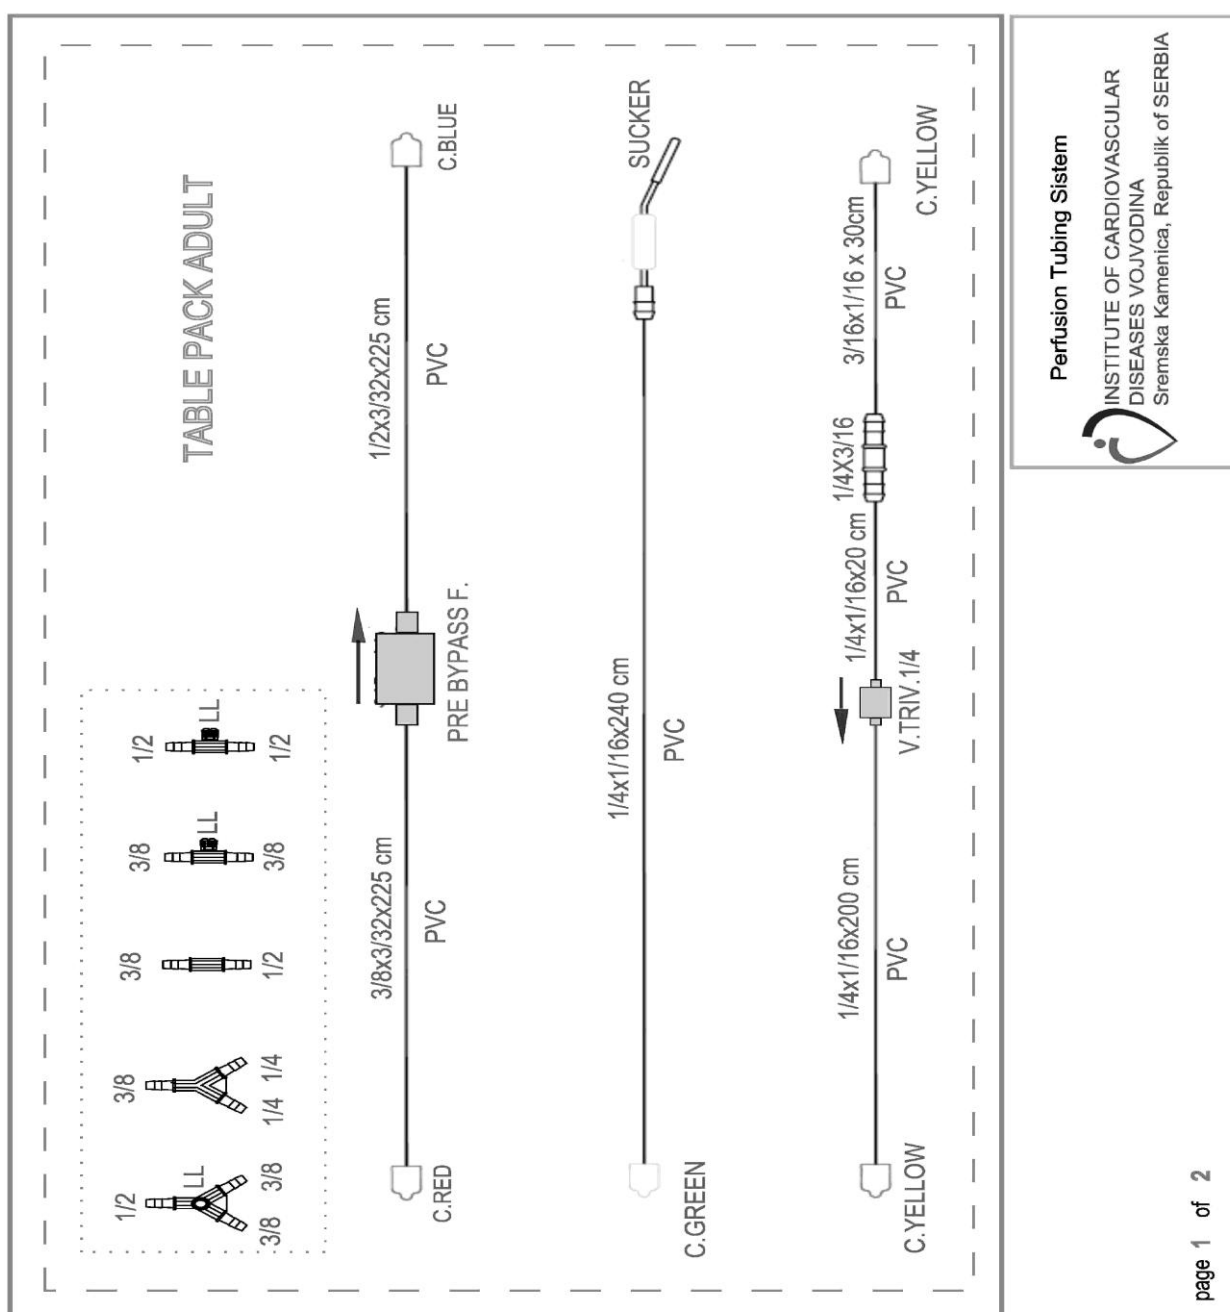 TABLE PACK ADULT
1/2
LL
3/8
3/8
3/8
1/4
1/4
3/8
1/2
3/8
LL
3/8
1/2
LL
1/2
C.RED
3/8x3/32x225 cm
PVC
PRE BYPASS F.
1/2x3/32x225 cm
PVC
C.BLUE
C.GREEN
1/4x1/16x240 cm
PVC
SUCKER
C.YELLOW
1/4x1/16x200 cm
PVC
V.TRIV.1/4
1/4x1/16x20 cm
PVC
1/4X3/16
3/16x1/16 x 30cm
PVC
C.YELLOW
Perfusion Tubing Sistem
INSTITUTE OF CARDIOVASCULAR
DISEASES VOJVODINA
Sremska Kamenica, Republik of SERBIA
page 1 of 2